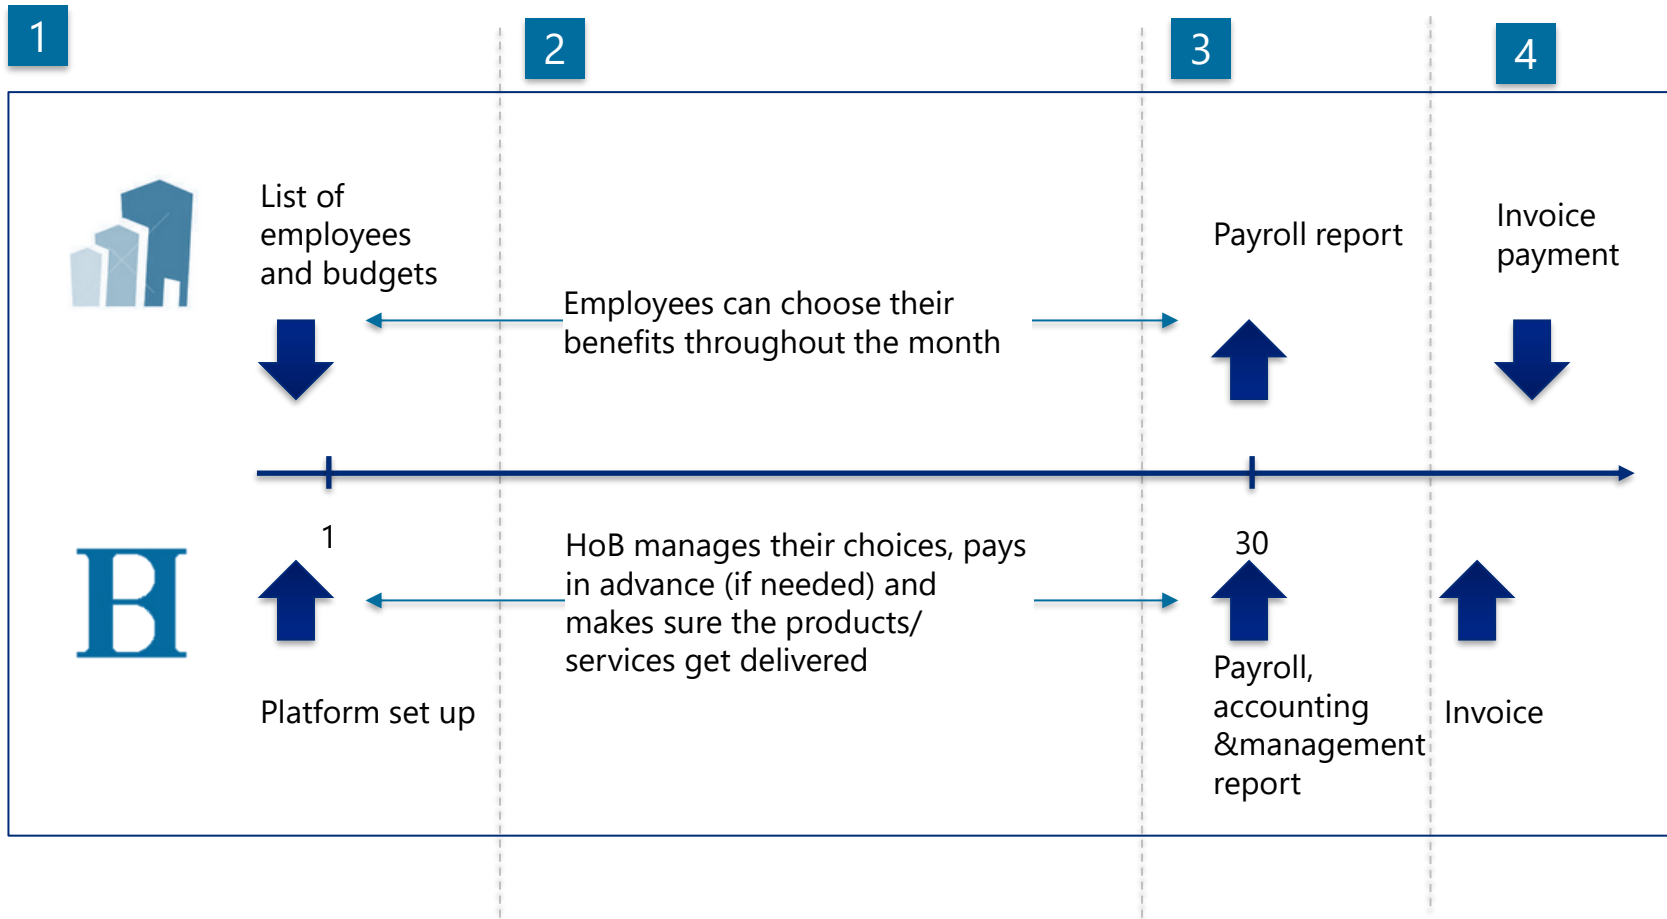 1
2
3
4
List of
employees
and budgets
Employees can choose their
benefits throughout the month
Payroll report
Invoice
payment
1
30
HoB manages their choices, pays
in advance (if needed) and
makes sure the products/
services get delivered
Platform set up
Payroll,
accounting
&management
report
Invoice